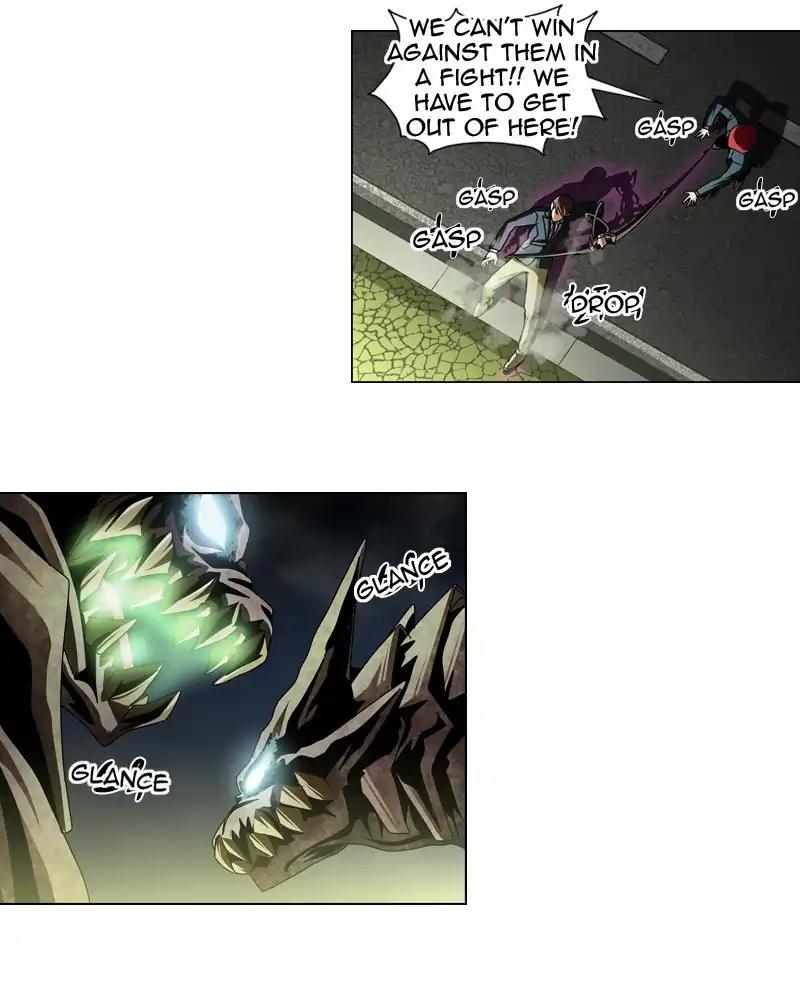 WE CAN'T WIN
AGAINST THEM IN
A FIGHT!! WE
HAVE TO GET
OUT OF HERE!
GASP
GASP
GASP
GASP
DROP
GLANCE
GLANCE